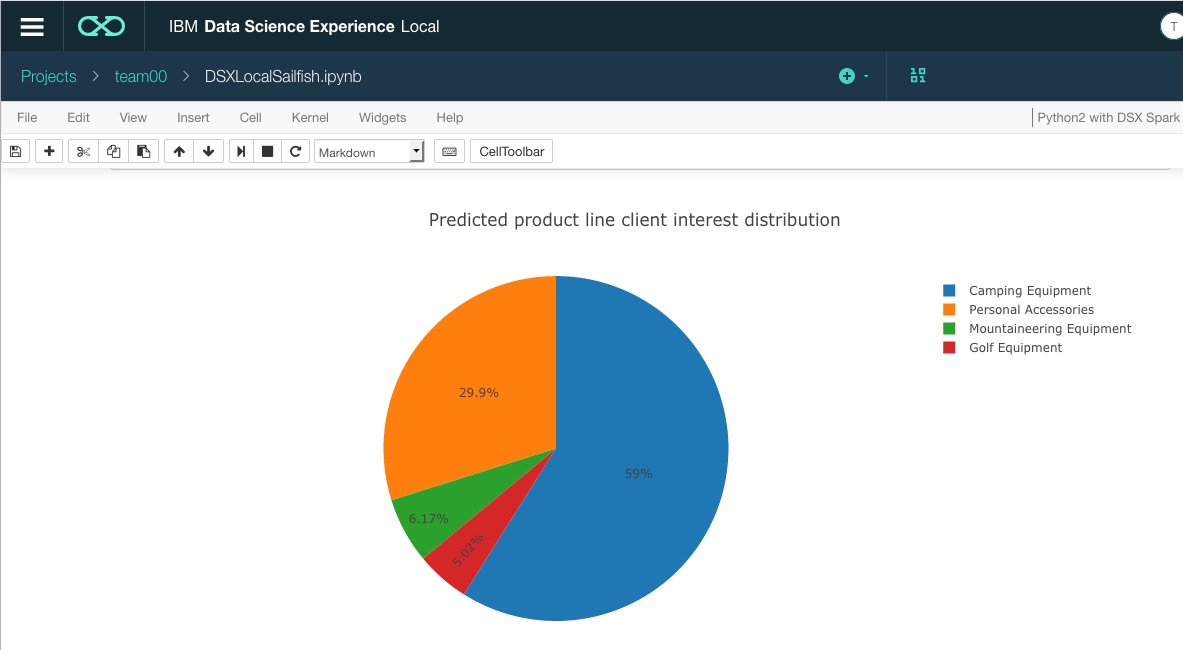 IBM Data Science Experience Local
T
Projects > team00 > DSXLocalSailfish.ipynb
File Edit View Insert Cell Kernel Widgets Help
Python2 with DSX Spark
Markdown
CellToolbar
Predicted product line client interest distribution
Camping Equipment
Personal Accessories
Mountaineering Equipment
Golf Equipment
29.9%
59%
6.17%
5.02%